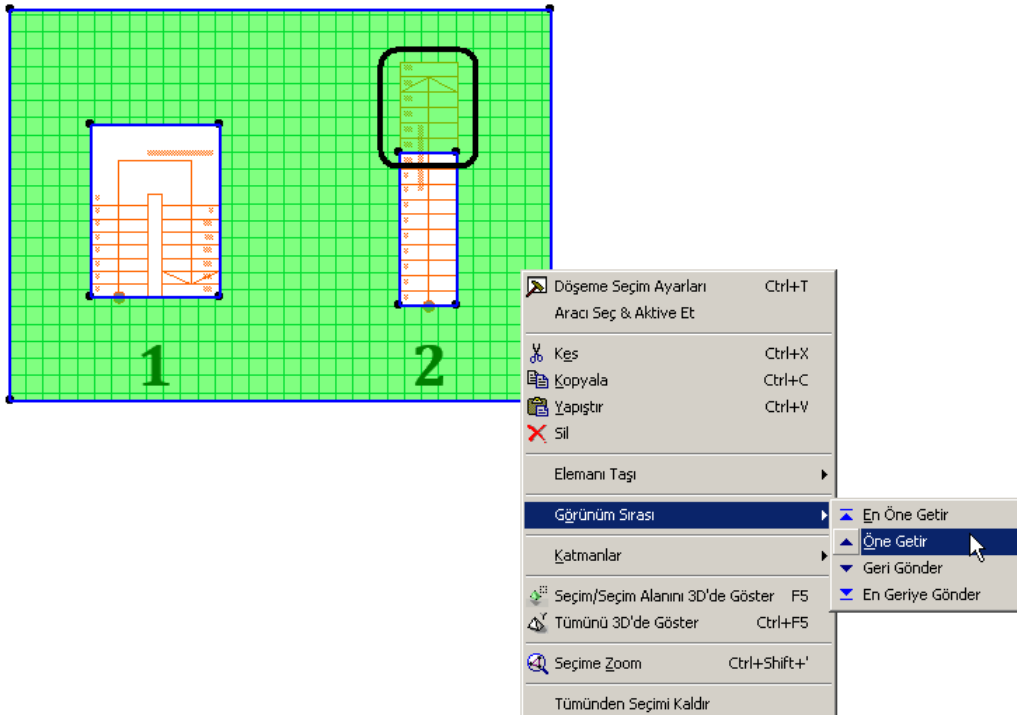 1
2
Döşeme Seçim Ayarları Ctrl+T
Aracı Seç & Aktive Et
Kes Ctrl+X
Kopyala Ctrl+C
Yapıştır Ctrl+V
Sil
Elemanı Taşı
Görünüm Sırası
En Öne Getir
Öne Getir
Geri Gönder
En Geriye Gönder
Katmanlar
Seçim/Seçim Alanını 3D'de Göster F5
Tümünü 3D'de Göster Ctrl+F5
Seçime Zoom Ctrl+Shift+'
Tümünden Seçimi Kaldır